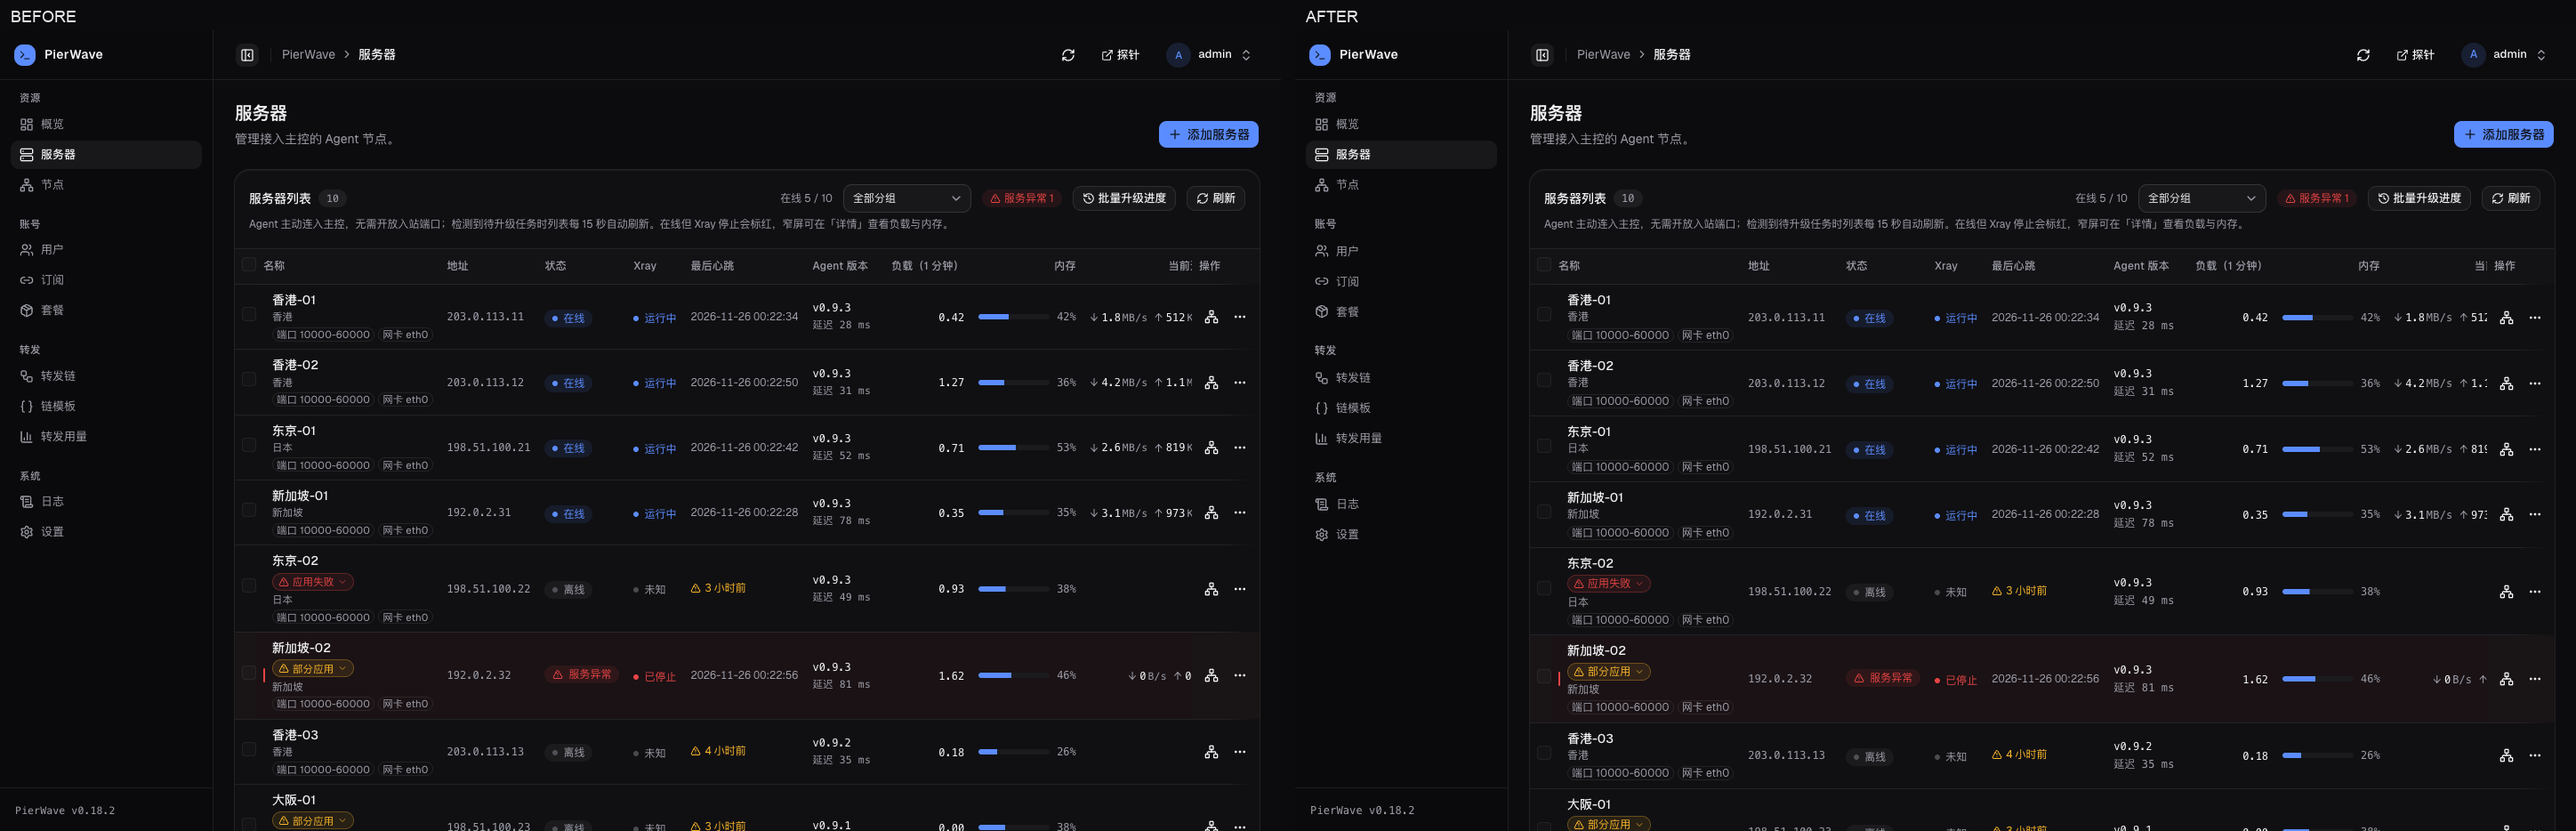 BEFORE
PierWave
PierWave > 服务器
探针
A admin
资源
概览
服务器
节点
账号
用户
订阅
套餐
转发
转发链
链模板
转发用量
系统
日志
设置
PierWave v0.18.2
服务器
管理接入主控的 Agent 节点。
+ 添加服务器
服务器列表 10
在线 5 / 10
全部分组
服务异常 1
批量升级进度
刷新
Agent 主动连入主控，无需开放入站端口；检测到待升级任务时列表每 15 秒自动刷新。在线但 Xray 停止会标红，窄屏可在「详情」查看负载与内存。
名称 地址 状态 Xray 最后心跳 Agent 版本 负载（1 分钟） 内存 当前 操作
香港-01
香港
端口 10000-60000 网卡 eth0
203.0.113.11 在线 运行中 2026-11-26 00:22:34
v0.9.3
延迟 28 ms
0.42 42% ↓1.8MB/s ↑512K
香港-02
香港
端口 10000-60000 网卡 eth0
203.0.113.12 在线 运行中 2026-11-26 00:22:50
v0.9.3
延迟 31 ms
1.27 36% ↓4.2MB/s ↑1.1M
东京-01
日本
端口 10000-60000 网卡 eth0
198.51.100.21 在线 运行中 2026-11-26 00:22:42
v0.9.3
延迟 52 ms
0.71 53% ↓2.6MB/s ↑819K
新加坡-01
新加坡
端口 10000-60000 网卡 eth0
192.0.2.31 在线 运行中 2026-11-26 00:22:28
v0.9.3
延迟 78 ms
0.35 35% ↓3.1MB/s ↑973K
东京-02
应用失败
日本
端口 10000-60000 网卡 eth0
198.51.100.22 离线 未知 3 小时前
v0.9.3
延迟 49 ms
0.93 38%
新加坡-02
部分应用
新加坡
端口 10000-60000 网卡 eth0
192.0.2.32 服务异常 已停止 2026-11-26 00:22:56
v0.9.3
延迟 81 ms
1.62 46% ↓0B/s ↑0
香港-03
香港
端口 10000-60000 网卡 eth0
203.0.113.13 离线 未知 4 小时前
v0.9.2
延迟 35 ms
0.18 26%
大阪-01
部分应用
198.51.100.23 离线 未知 3 小时前
v0.9.1
0.00 38%
AFTER
PierWave
PierWave > 服务器
探针
A admin
资源
概览
服务器
节点
账号
用户
订阅
套餐
转发
转发链
链模板
转发用量
系统
日志
设置
PierWave v0.18.2
服务器
管理接入主控的 Agent 节点。
+ 添加服务器
服务器列表 10
在线 5 / 10
全部分组
服务异常 1
批量升级进度
刷新
Agent 主动连入主控，无需开放入站端口；检测到待升级任务时列表每 15 秒自动刷新。在线但 Xray 停止会标红，窄屏可在「详情」查看负载与内存。
名称 地址 状态 Xray 最后心跳 Agent 版本 负载（1 分钟） 内存 当 操作
香港-01
香港
端口 10000-60000 网卡 eth0
203.0.113.11 在线 运行中 2026-11-26 00:22:34
v0.9.3
延迟 28 ms
0.42 42% ↓1.8MB/s ↑512
香港-02
香港
端口 10000-60000 网卡 eth0
203.0.113.12 在线 运行中 2026-11-26 00:22:50
v0.9.3
延迟 31 ms
1.27 36% ↓4.2MB/s ↑1.1
东京-01
日本
端口 10000-60000 网卡 eth0
198.51.100.21 在线 运行中 2026-11-26 00:22:42
v0.9.3
延迟 52 ms
0.71 53% ↓2.6MB/s ↑819
新加坡-01
新加坡
端口 10000-60000 网卡 eth0
192.0.2.31 在线 运行中 2026-11-26 00:22:28
v0.9.3
延迟 78 ms
0.35 35% ↓3.1MB/s ↑973
东京-02
应用失败
日本
端口 10000-60000 网卡 eth0
198.51.100.22 离线 未知 3 小时前
v0.9.3
延迟 49 ms
0.93 38%
新加坡-02
部分应用
新加坡
端口 10000-60000 网卡 eth0
192.0.2.32 服务异常 已停止 2026-11-26 00:22:56
v0.9.3
延迟 81 ms
1.62 46% ↓0B/s ↑
香港-03
香港
端口 10000-60000 网卡 eth0
203.0.113.13 离线 未知 4 小时前
v0.9.2
延迟 35 ms
0.18 26%
大阪-01
部分应用